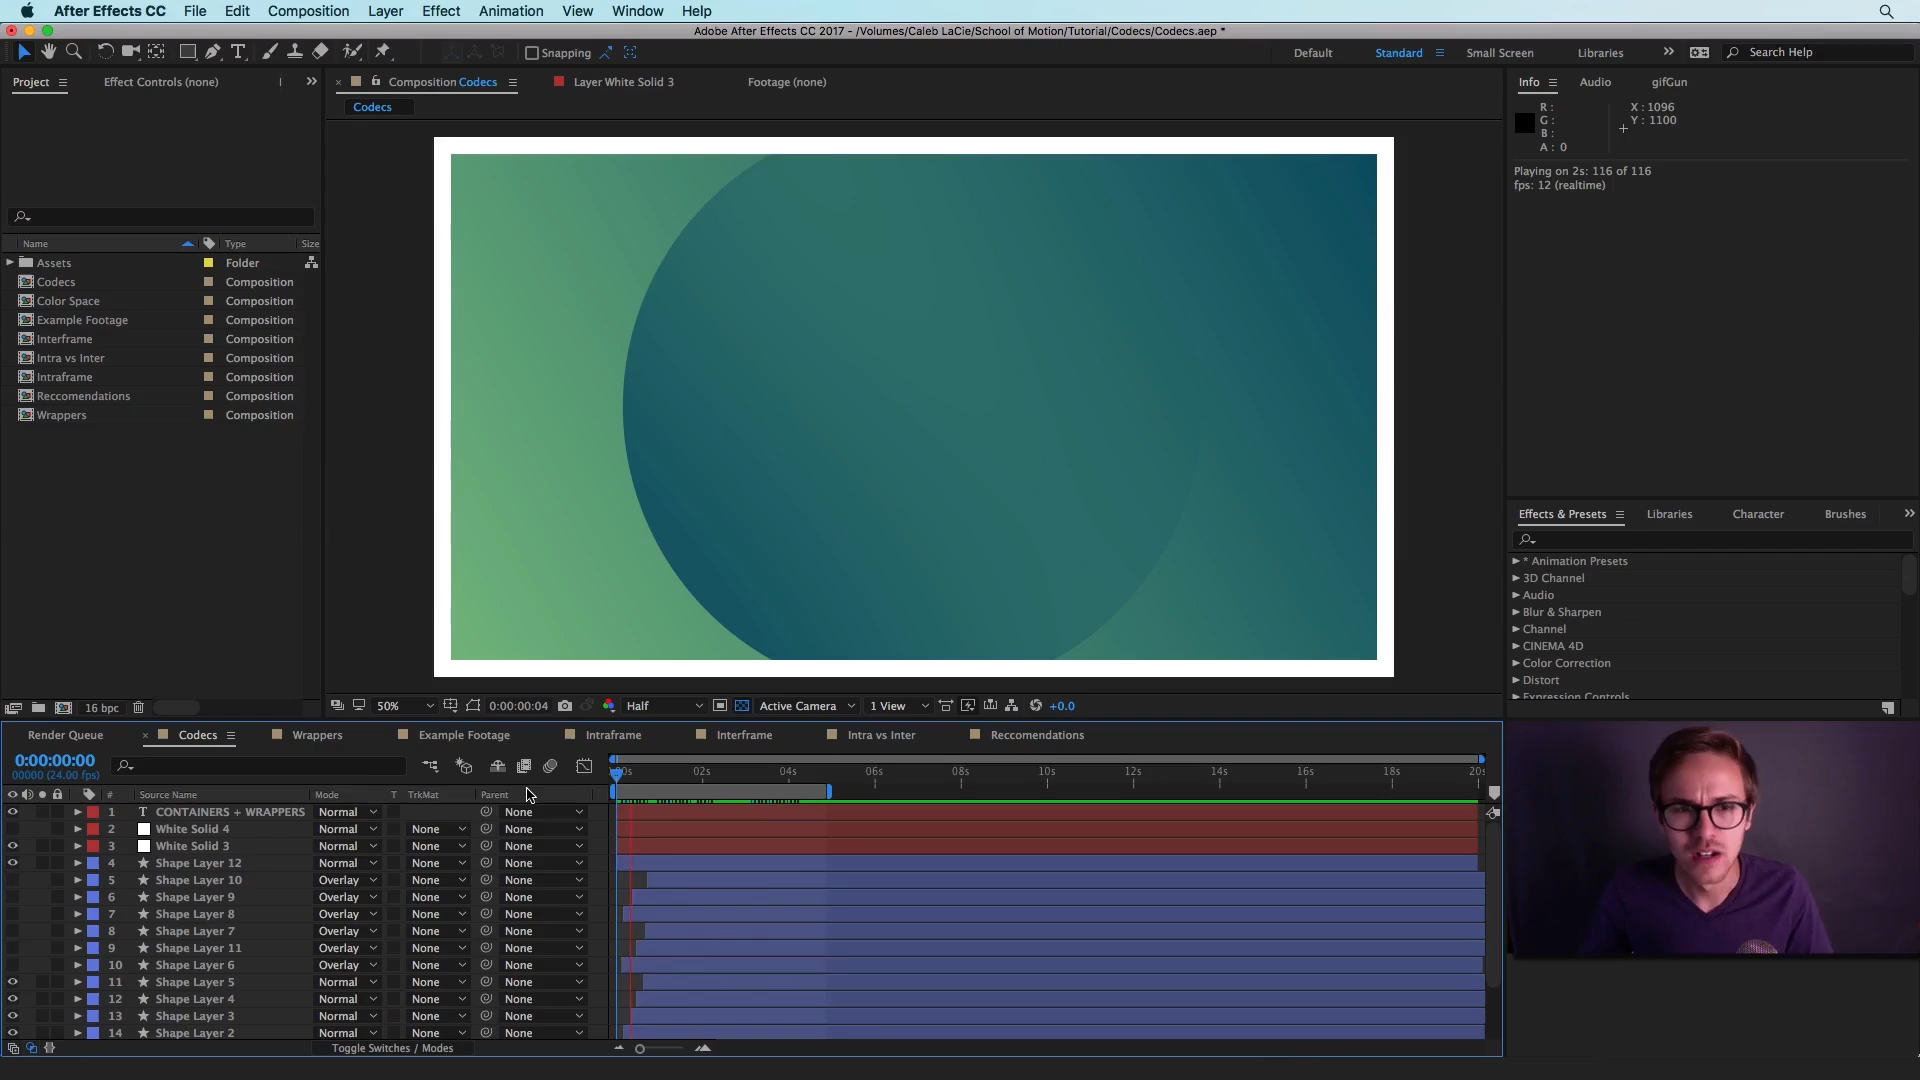 After Effects CC File Edit Composition Layer Effect Animation View Window Help
Adobe After Effects CC 2017 - /Volumes/Caleb LaCie/School of Motion/Tutorial/Codecs/Codecs.aep *
Snapping Default Standard Small Screen Libraries Search Help
Project Effect Controls (none)
Composition Codecs Layer White Solid 3 Footage (none)
Codecs
Info Audio gifGun
R : X : 1096
G : Y : 1100
B :
A : 0
Playing on 2s: 116 of 116
fps: 12 (realtime)
Name Type Size
Assets Folder
Codecs Composition
Color Space Composition
Example Footage Composition
Interframe Composition
Intra vs Inter Composition
Intraframe Composition
Reccomendations Composition
Wrappers Composition
Effects & Presets Libraries Character Brushes
* Animation Presets
3D Channel
Audio
Blur & Sharpen
Channel
CINEMA 4D
Color Correction
Distort
Expression Controls
16 bpc
50% 0:00:00:04 Half Active Camera 1 View +0.0
Render Queue Codecs Wrappers Example Footage Intraframe Interframe Intra vs Inter Reccomendations
0:00:00:00
00000 (24.00 fps)
02s 04s 06s 08s 10s 12s 14s 16s 18s 20s
# Source Name Mode T TrkMat Parent
1 T CONTAINERS + WRAPPERS Normal None
2 White Solid 4 Normal None None
3 White Solid 3 Normal None None
4 Shape Layer 12 Normal None None
5 Shape Layer 10 Overlay None None
6 Shape Layer 9 Overlay None None
7 Shape Layer 8 Overlay None None
8 Shape Layer 7 Overlay None None
9 Shape Layer 11 Overlay None None
10 Shape Layer 6 Overlay None None
11 Shape Layer 5 Normal None None
12 Shape Layer 4 Normal None None
13 Shape Layer 3 Normal None None
14 Shape Layer 2 Normal None None
Toggle Switches / Modes